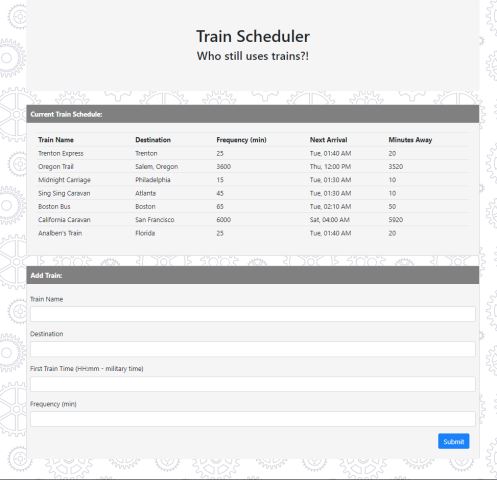 Train Scheduler
Who still uses trains?!
Current Train Schedule:
Train Name Destination Frequency (min) Next Arrival Minutes Away
Trenton Express Trenton 25 Tue, 01:40 AM 20
Oregon Trail Salem, Oregon 3600 Thu, 12:00 PM 3520
Midnight Carriage Philadelphia 15 Tue, 01:30 AM 10
Sing Sing Caravan Atlanta 45 Tue, 01:30 AM 10
Boston Bus Boston 65 Tue, 02:10 AM 50
California Caravan San Francisco 6000 Sat, 04:00 AM 5920
Analben's Train Florida 25 Tue, 01:40 AM 20
Add Train:
Train Name
Destination
First Train Time (HH:mm - military time)
Frequency (min)
Submit